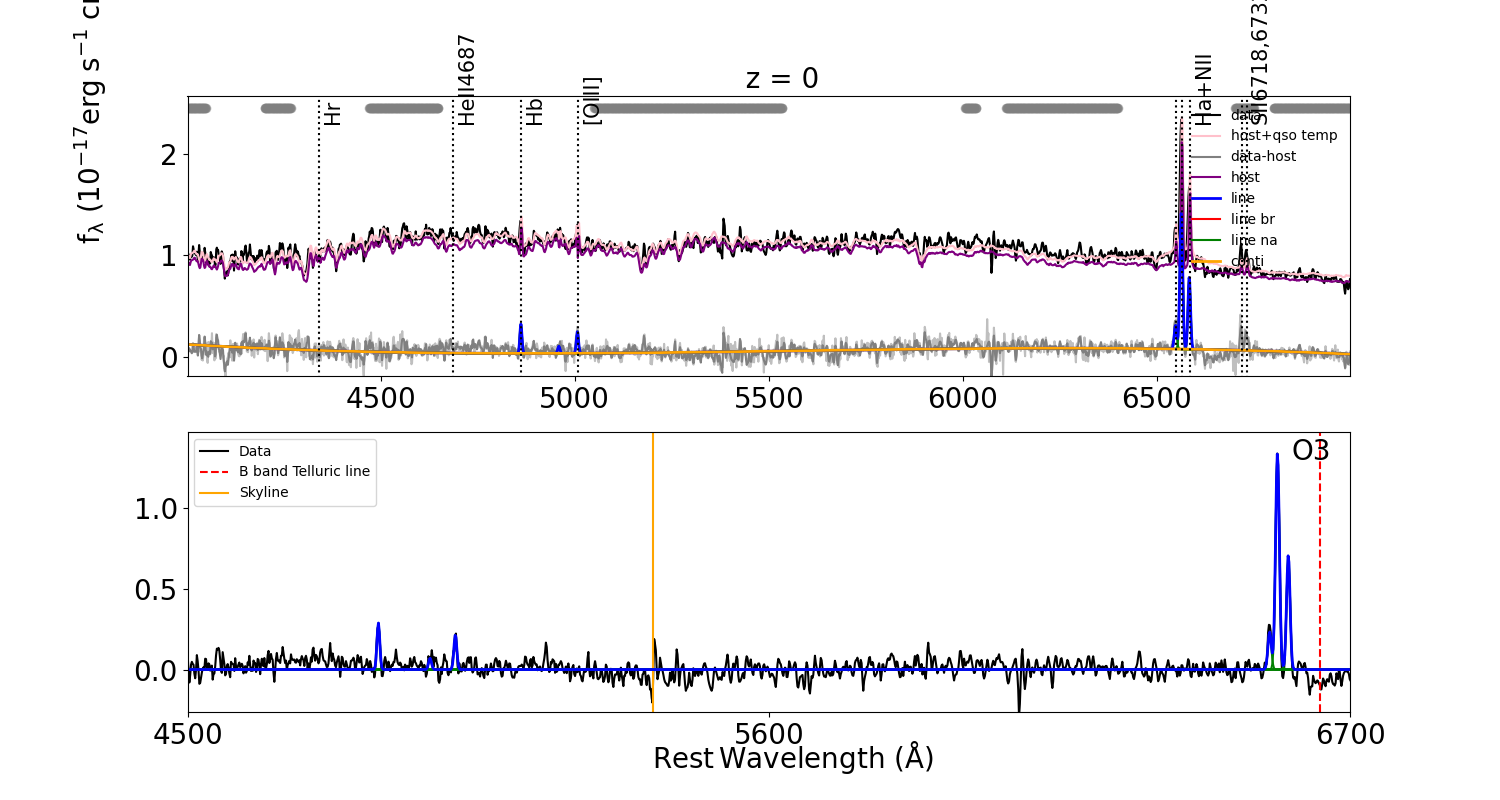 z = 0
f_λ (10^−17 erg s^−1
Hr
HeII4687
Hb
[OIII]
Ha+NII
SII6718,673
data
host+qso temp
data-host
host
line
line br
line na
conti
2
1
0
4500
5000
5500
6000
6500
O3
Data
B band Telluric line
Skyline
1.0
0.5
0.0
4500
5600
6700
Rest Wavelength (Å)